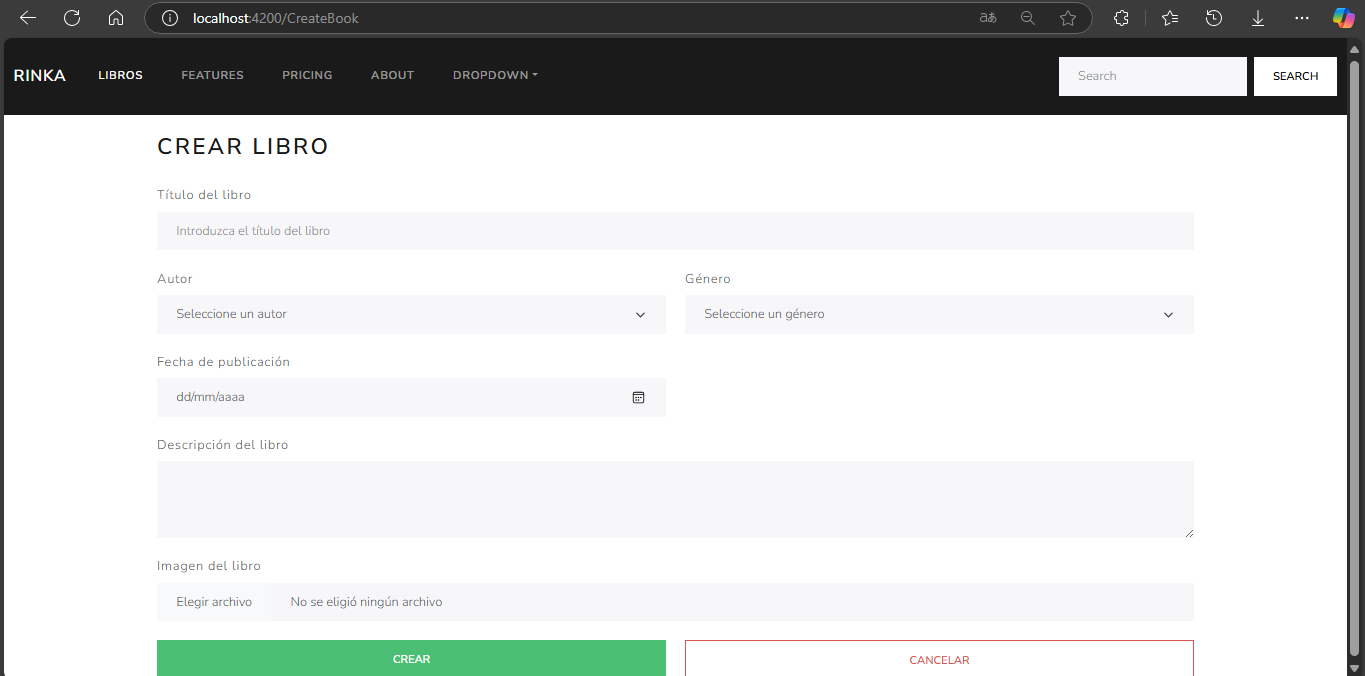 localhost:4200/CreateBook
RINKA LIBROS FEATURES PRICING ABOUT DROPDOWN Search SEARCH
CREAR LIBRO
Título del libro
Introduzca el título del libro
Autor Género
Seleccione un autor Seleccione un género
Fecha de publicación
dd/mm/aaaa
Descripción del libro
Imagen del libro
Elegir archivo No se eligió ningún archivo
CREAR CANCELAR